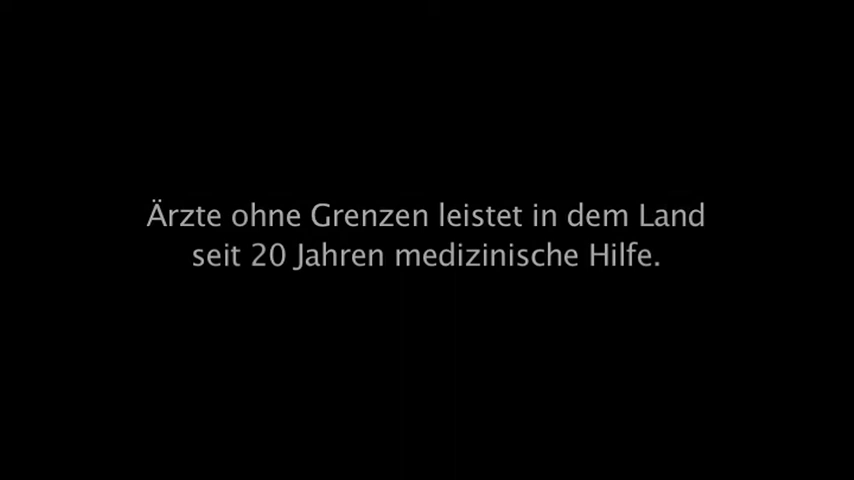 Ärzte ohne Grenzen leistet in dem Land
seit 20 Jahren medizinische Hilfe.